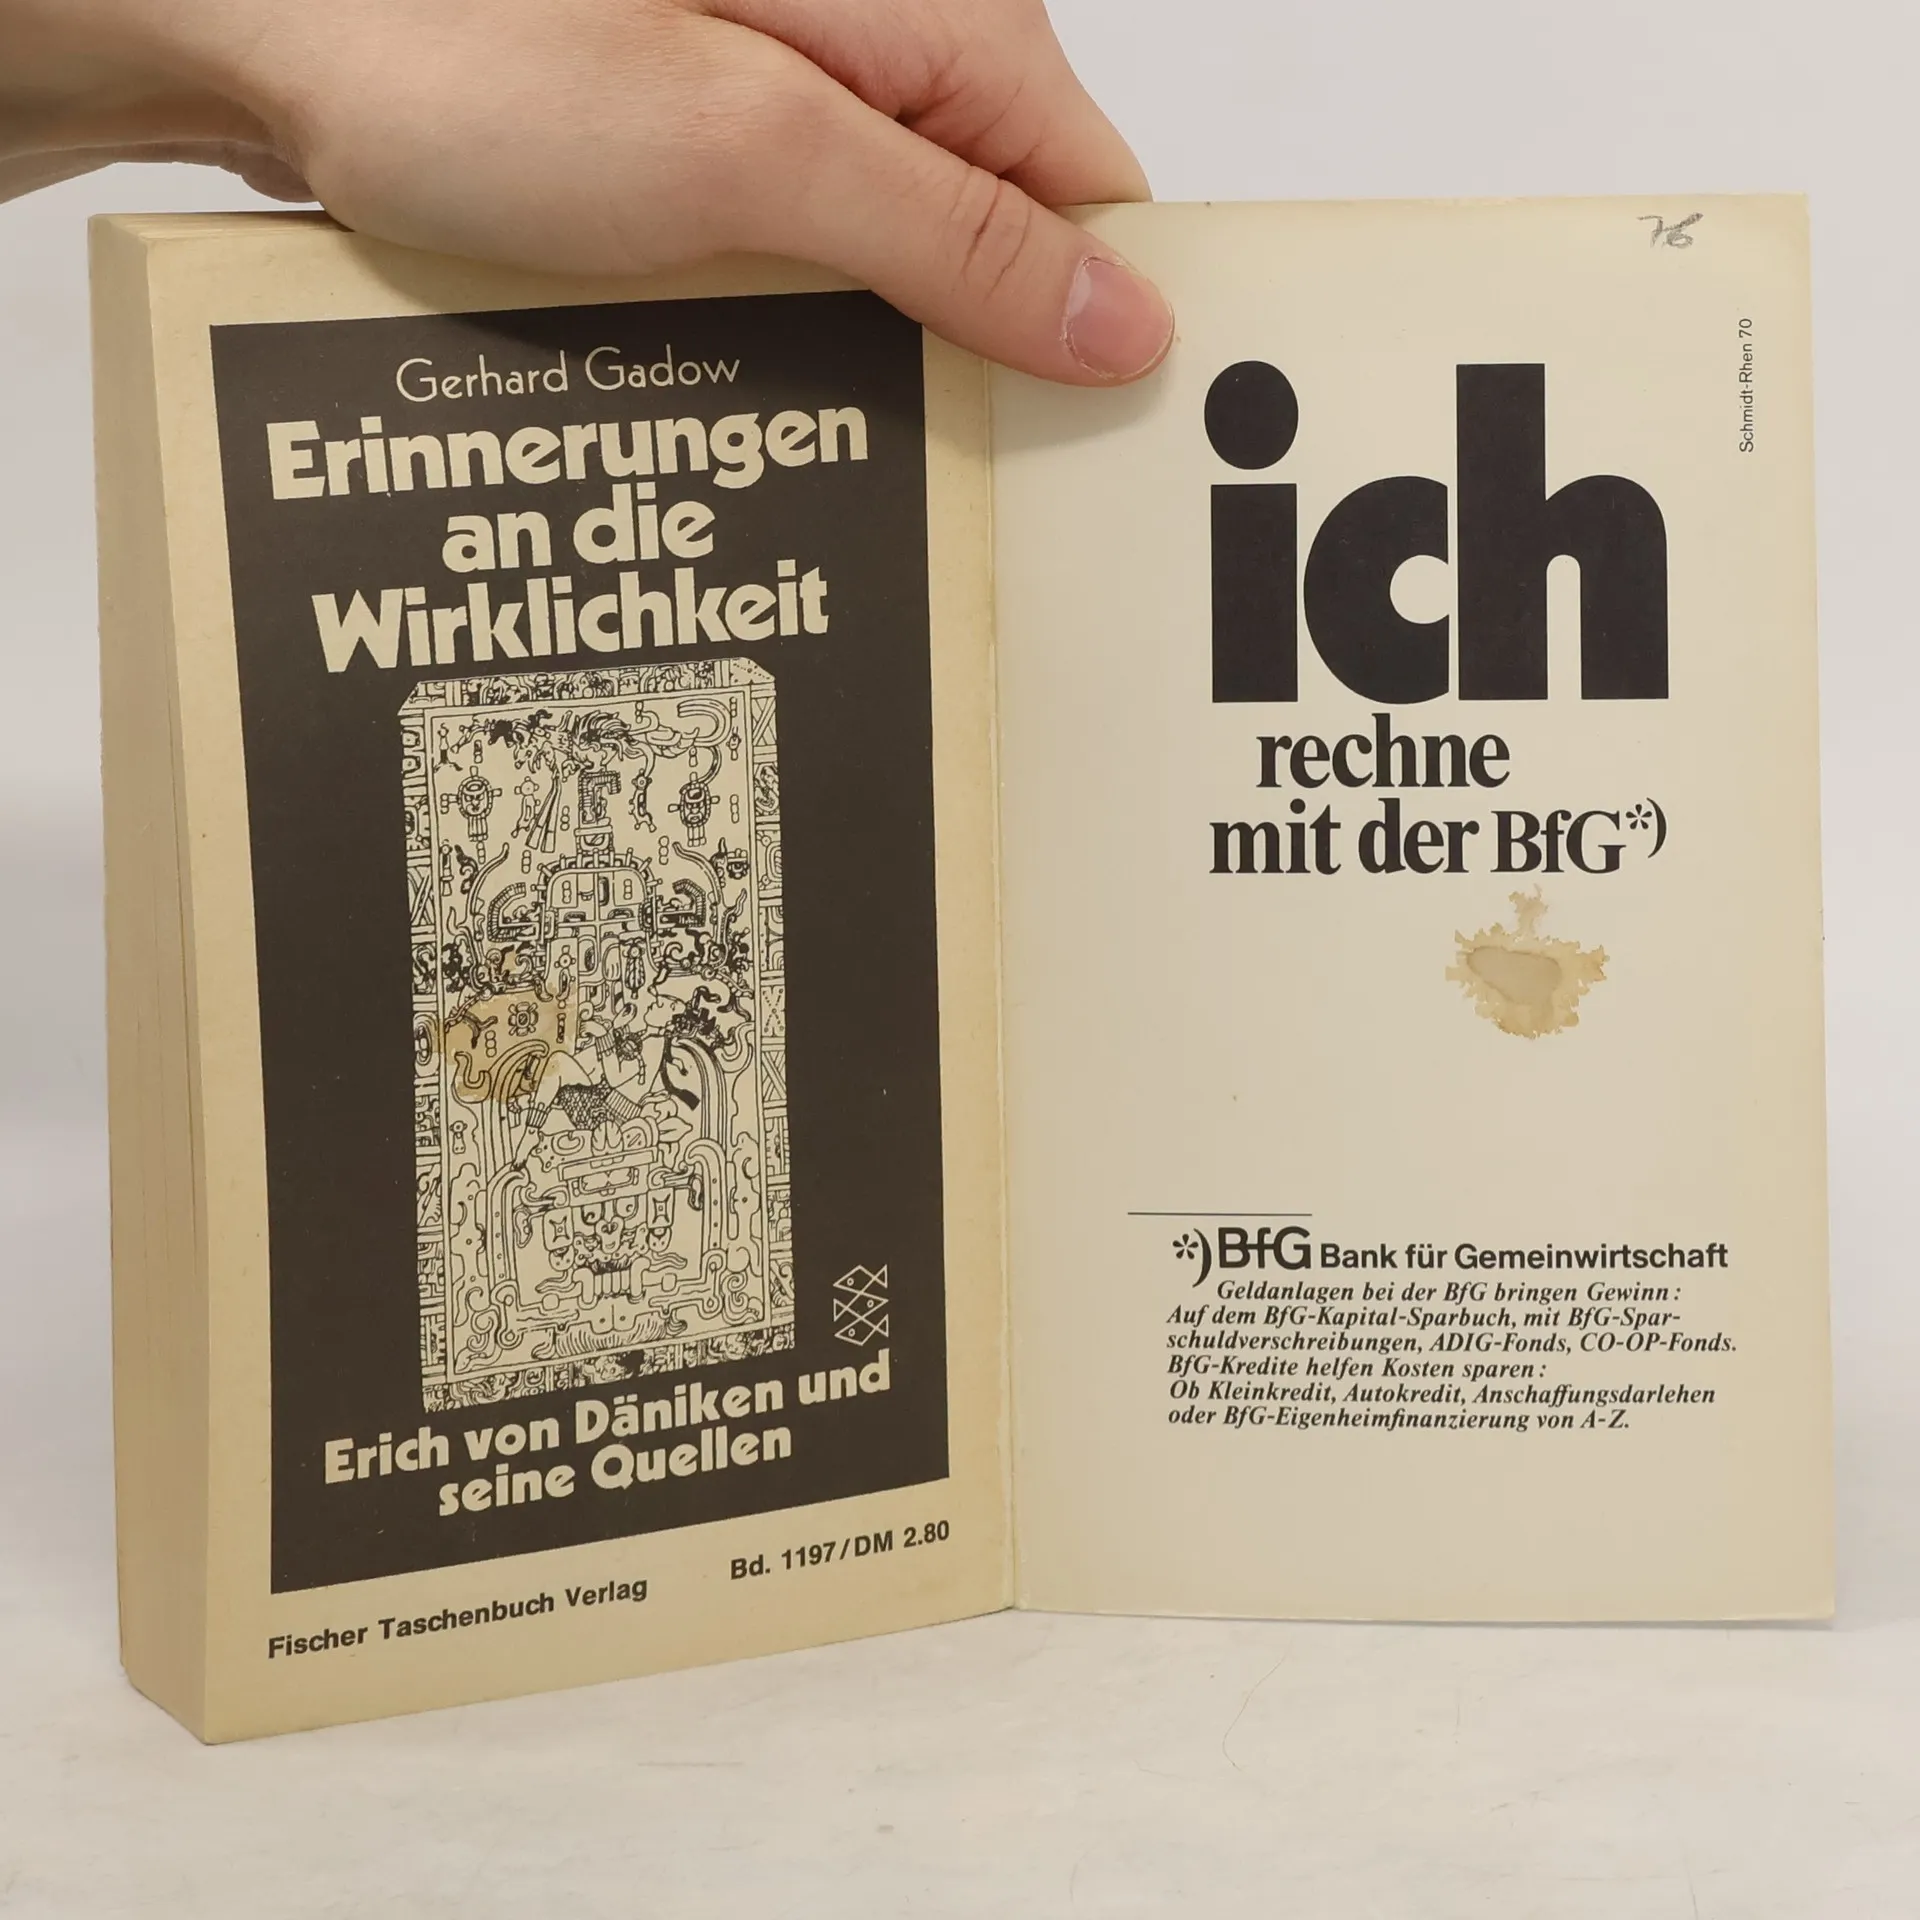 Gerhard Gadow
Erinnerungen
an die
Wirklichkeit
Erich von Däniken und
seine Quellen
Fischer Taschenbuch Verlag
Bd. 1197/DM 2.80
76
Schmidt-Rhen 70
ich
rechne
mit der BfG*)
*) BfG Bank für Gemeinwirtschaft
Geldanlagen bei der BfG bringen Gewinn:
Auf dem BfG-Kapital-Sparbuch, mit BfG-Spar-
schuldverschreibungen, ADIG-Fonds, CO-OP-Fonds.
BfG-Kredite helfen Kosten sparen:
Ob Kleinkredit, Autokredit, Anschaffungsdarlehen
oder BfG-Eigenheimfinanzierung von A-Z.